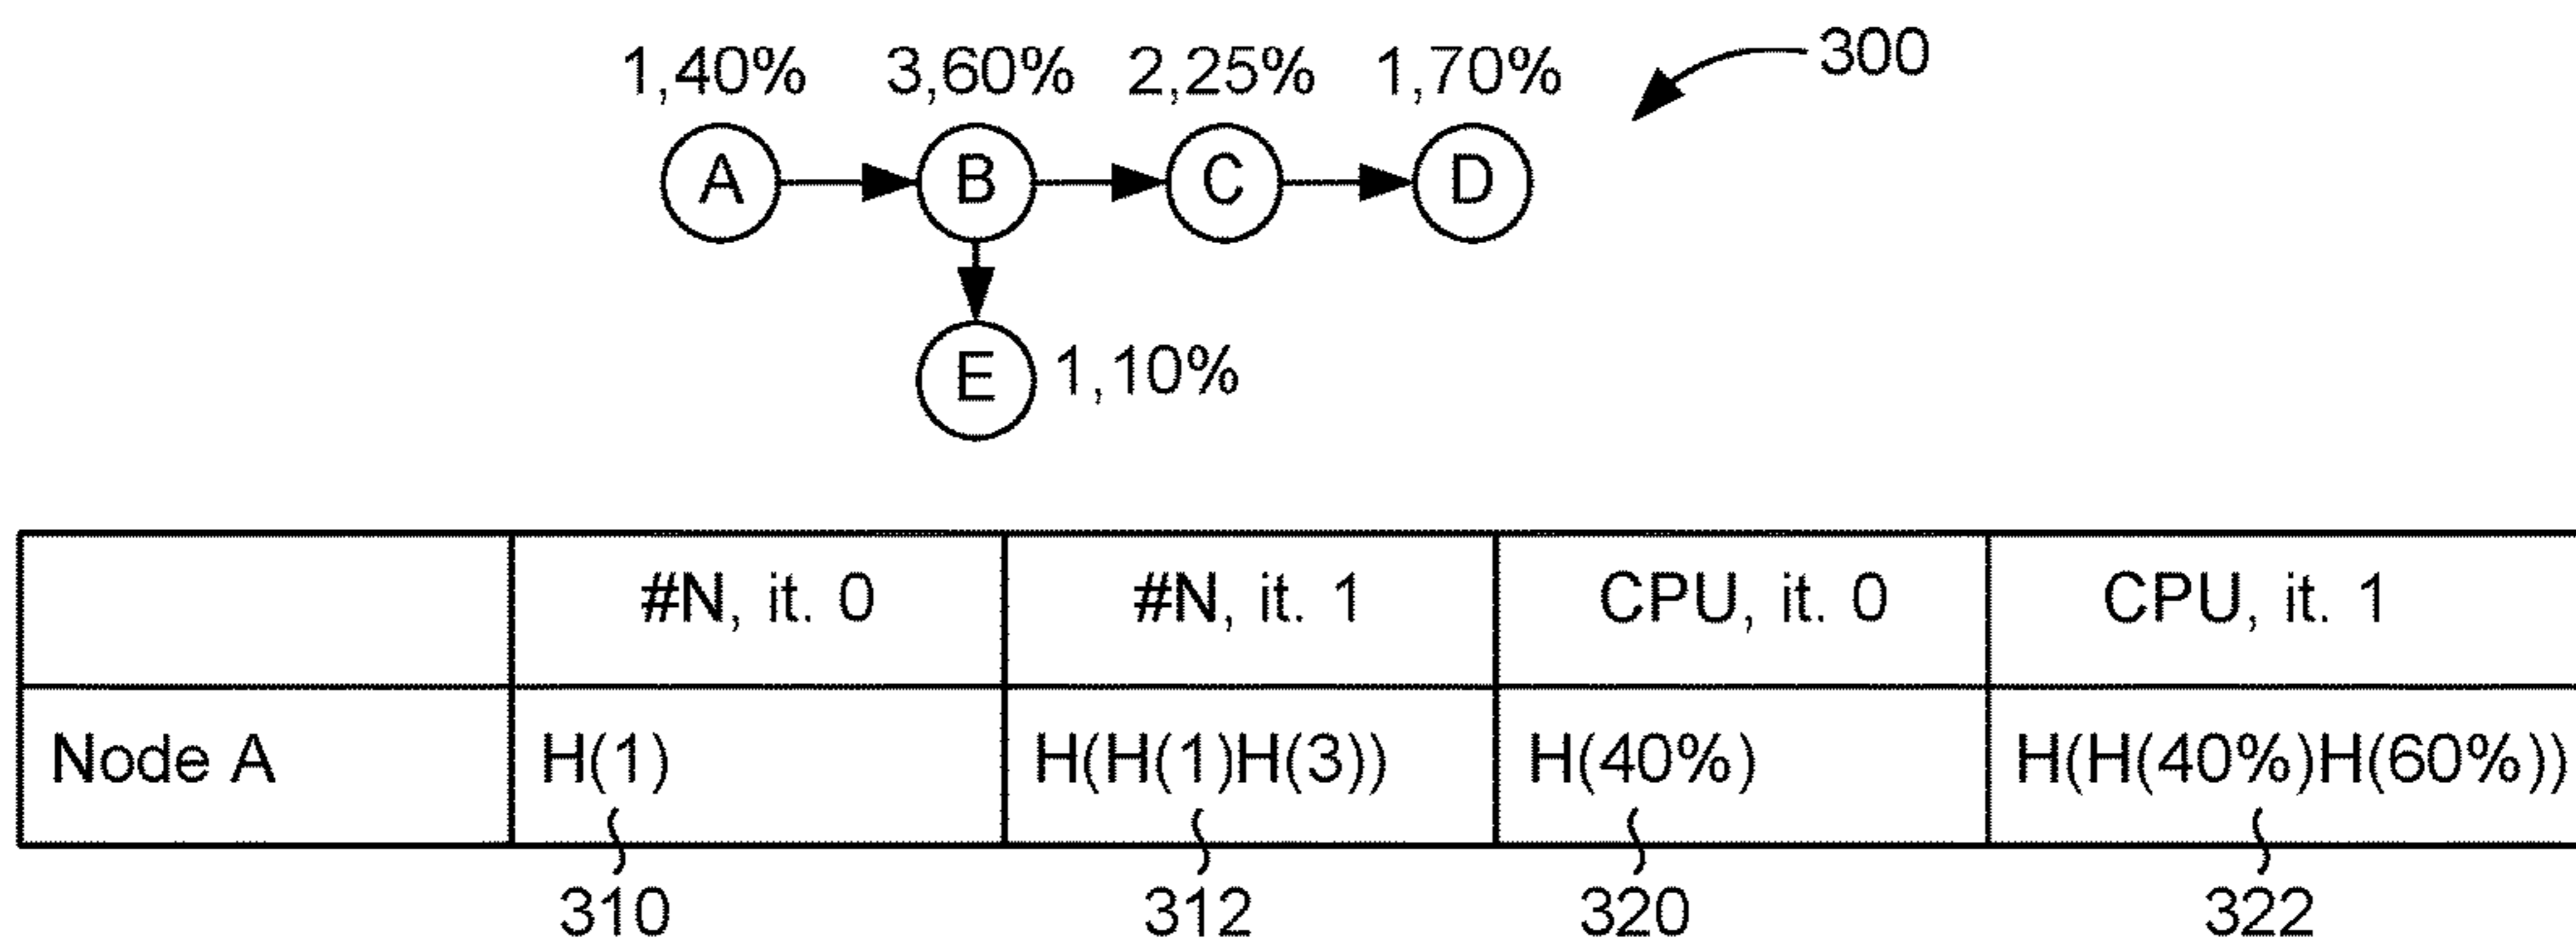 1,40% 3,60% 2,25% 1,70% 300
A B C D
E 1,10%
#N, it. 0 #N, it. 1 CPU, it. 0 CPU, it. 1
Node A H(1) H(H(1)H(3)) H(40%) H(H(40%)H(60%))
310 312 320 322